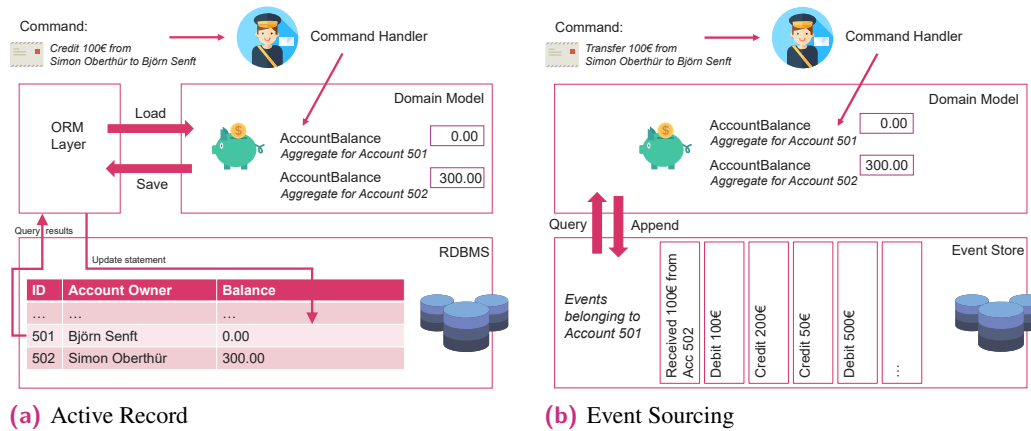 Command:
Credit 100€ from
Simon Oberthür to Björn Senft
Command Handler
Domain Model
ORM
Layer
Load
Save
AccountBalance
Aggregate for Account 501
0.00
AccountBalance
Aggregate for Account 502
300.00
Query results
Update statement
RDBMS
ID Account Owner Balance
... ... ...
501 Björn Senft 0.00
502 Simon Oberthür 300.00
(a) Active Record
Command:
Transfer 100€ from
Simon Oberthür to Björn Senft
Command Handler
Domain Model
AccountBalance
Aggregate for Account 501
0.00
AccountBalance
Aggregate for Account 502
300.00
Query
Append
Event Store
Events
belonging to
Account 501
Received 100€ from
Acc 502
Debit 100€
Credit 200€
Credit 50€
Debit 500€
...
(b) Event Sourcing